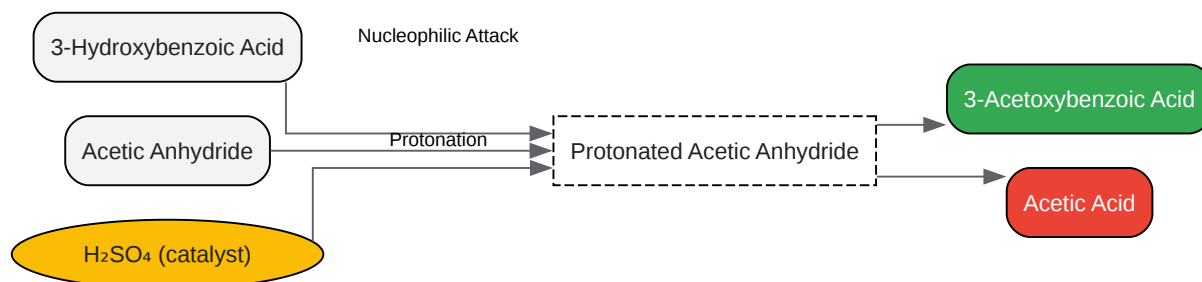 3-Hydroxybenzoic Acid
Nucleophilic Attack
Acetic Anhydride
Protonation
H₂SO₄ (catalyst)
Protonated Acetic Anhydride
3-Acetoxybenzoic Acid
Acetic Acid